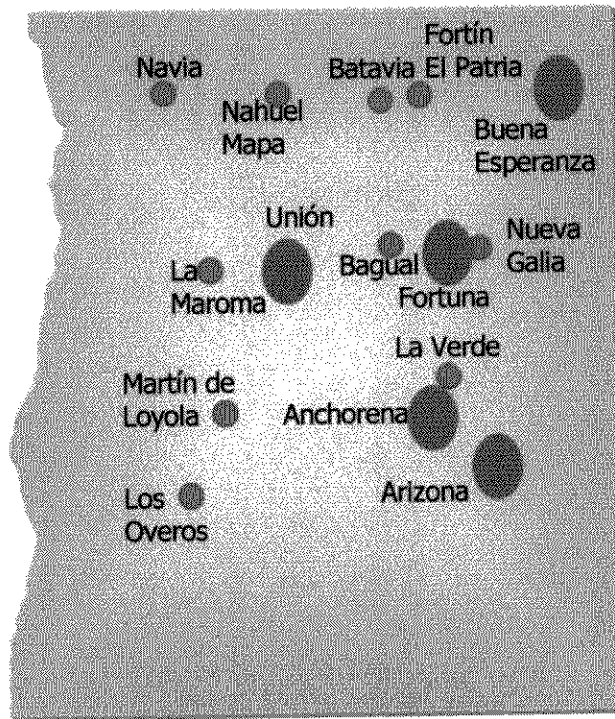 Navia
Nahuel
Mapa
Batavia
Fortín
El Patria
Buena
Esperanza
Unión
La
Maroma
Bagual
Fortuna
Nueva
Galia
La Verde
Martín de
Loyola
Anchorena
Arizona
Los
Overos